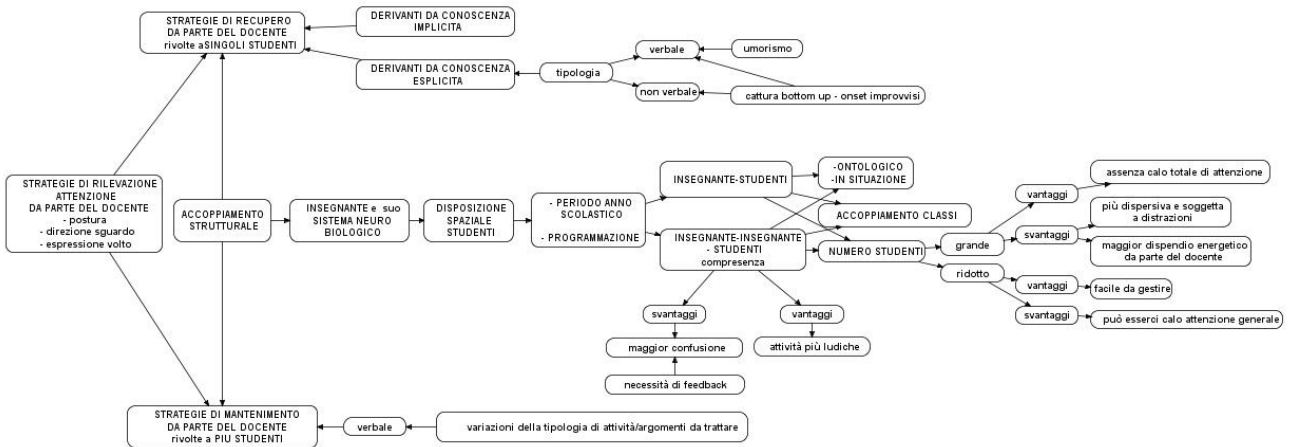 STRATEGIE DI RECUPERO
DA PARTE DEL DOCENTE
rivolte aSINGOLI STUDENTI
DERIVANTI DA CONOSCENZA
IMPLICITA
DERIVANTI DA CONOSCENZA
ESPLICITA
tipologia
verbale
umorismo
non verbale
cattura bottom up - onset improvvisi
STRATEGIE DI RILEVAZIONE
ATTENZIONE
DA PARTE DEL DOCENTE
- postura
- direzione sguardo
- espressione volto
ACCOPPIAMENTO
STRUTTURALE
INSEGNANTE e suo
SISTEMA NEURO
BIOLOGICO
DISPOSIZIONE
SPAZIALE
STUDENTI
- PERIODO ANNO
SCOLASTICO
- PROGRAMMAZIONE
INSEGNANTE-STUDENTI
INSEGNANTE-INSEGNANTE
- STUDENTI
compresenza
-ONTOLOGICO
-IN SITUAZIONE
ACCOPPIAMENTO CLASSI
NUMERO STUDENTI
grande
vantaggi
assenza calo totale di attenzione
svantaggi
più dispersiva e soggetta
a distrazioni
maggior dispendio energetico
da parte del docente
ridotto
vantaggi
facile da gestire
svantaggi
può esserci calo attenzione generale
svantaggi
maggior confusione
necessità di feedback
vantaggi
attività più ludiche
STRATEGIE DI MANTENIMENTO
DA PARTE DEL DOCENTE
rivolte a PIU STUDENTI
verbale
variazioni della tipologia di attività/argomenti da trattare